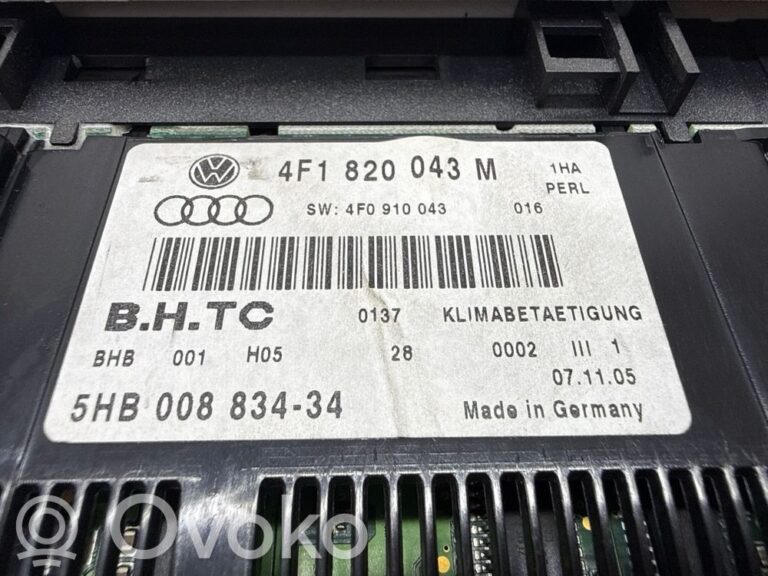 4F1 820 043 M 1HA
PERL
SW: 4F0 910 043 016
B.H.TC 0137 KLIMABETAETIGUNG
BHB 001 H05 28 0002 III 1
07.11.05
5HB 008 834-34 Made in Germany
Ovoko